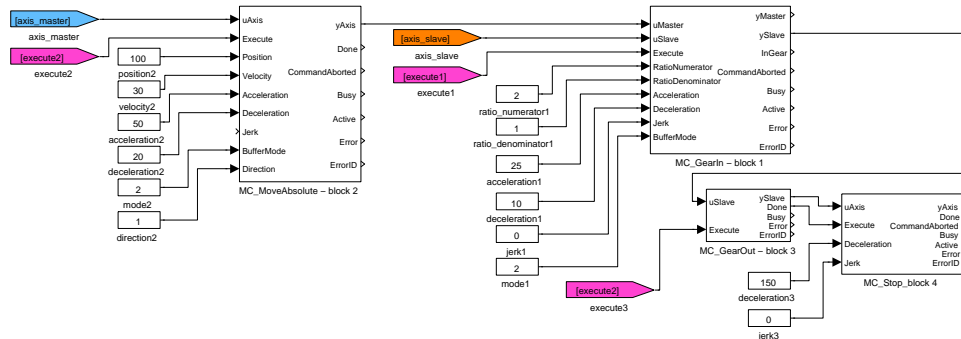 [axis_master]
axis_master
[execute2]
execute2
100
position2
30
velocity2
50
acceleration2
20
deceleration2
2
mode2
1
direction2
uAxis
Execute
Position
Velocity
Acceleration
Deceleration
Jerk
BufferMode
Direction
yAxis
Done
CommandAborted
Busy
Active
Error
ErrorID
MC_MoveAbsolute – block 2
[axis_slave]
axis_slave
[execute1]
execute1
2
ratio_numerator1
1
ratio_denominator1
25
acceleration1
10
deceleration1
0
jerk1
2
mode1
uMaster
uSlave
Execute
RatioNumerator
RatioDenominator
Acceleration
Deceleration
Jerk
BufferMode
yMaster
ySlave
InGear
CommandAborted
Busy
Active
Error
ErrorID
MC_GearIn – block 1
[execute2]
execute3
uSlave
Execute
ySlave
Done
Busy
Error
ErrorID
MC_GearOut – block 3
150
deceleration3
0
jerk3
uAxis
Execute
Deceleration
Jerk
yAxis
Done
CommandAborted
Busy
Active
Error
ErrorID
MC_Stop_block 4